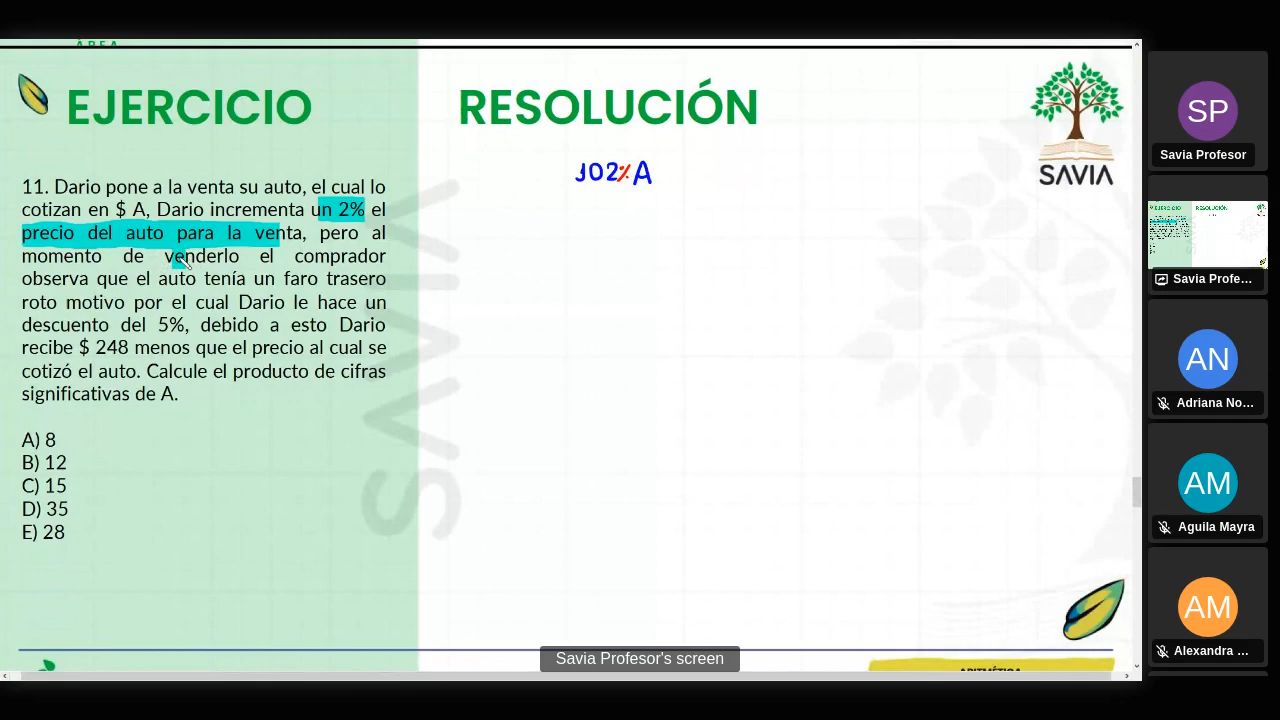 ÁREA
EJERCICIO
RESOLUCIÓN
SAVIA
102% A
11. Dario pone a la venta su auto, el cual lo
cotizan en $ A, Dario incrementa un 2% el
precio del auto para la venta, pero al
momento de venderlo el comprador
observa que el auto tenía un faro trasero
roto motivo por el cual Dario le hace un
descuento del 5%, debido a esto Dario
recibe $ 248 menos que el precio al cual se
cotizó el auto. Calcule el producto de cifras
significativas de A.
A) 8
B) 12
C) 15
D) 35
E) 28
SAVIA
ARITMÉTICA
Savia Profesor's screen
SP
Savia Profesor
EJERCICIO
RESOLUCIÓN
Savia Profe...
AN
Adriana No...
AM
Aguila Mayra
AM
Alexandra ...